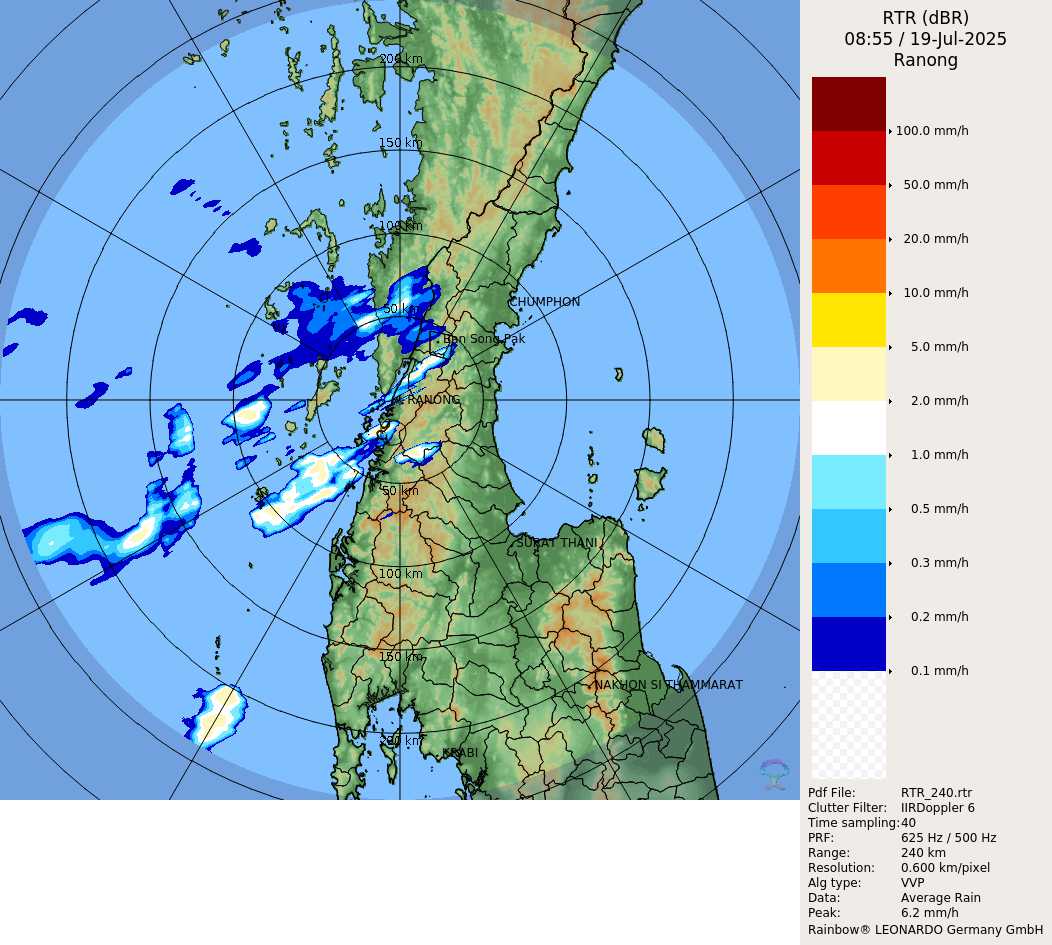 RTR (dBR)
08:55 / 19-Jul-2025
Ranong
200 km
150 km
100 km
50 km
CHUMPHON
Ban Song Pak
RANONG
50 km
SURAT THANI
100 km
150 km
NAKHON SI THAMMARAT
200 km
KRABI
100.0 mm/h
50.0 mm/h
20.0 mm/h
10.0 mm/h
5.0 mm/h
2.0 mm/h
1.0 mm/h
0.5 mm/h
0.3 mm/h
0.2 mm/h
0.1 mm/h
Pdf File: RTR_240.rtr
Clutter Filter: IIRDoppler 6
Time sampling:40
PRF: 625 Hz / 500 Hz
Range: 240 km
Resolution: 0.600 km/pixel
Alg type: VVP
Data: Average Rain
Peak: 6.2 mm/h
Rainbow® LEONARDO Germany GmbH